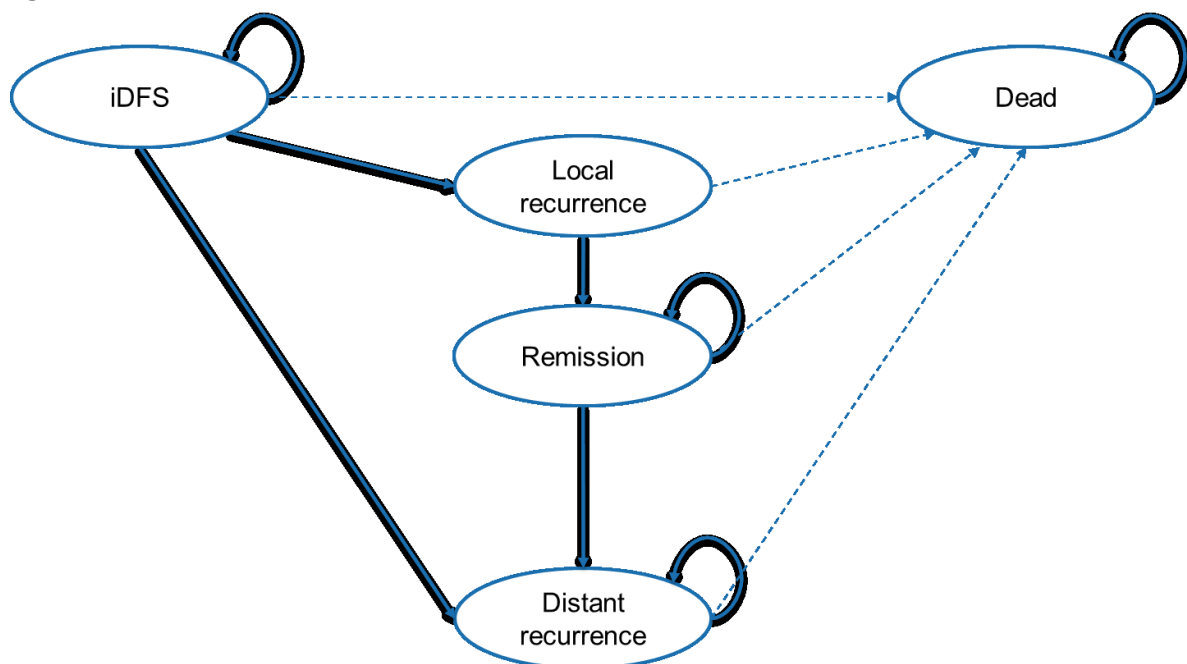 iDFS
Dead
Local
recurrence
Remission
Distant
recurrence